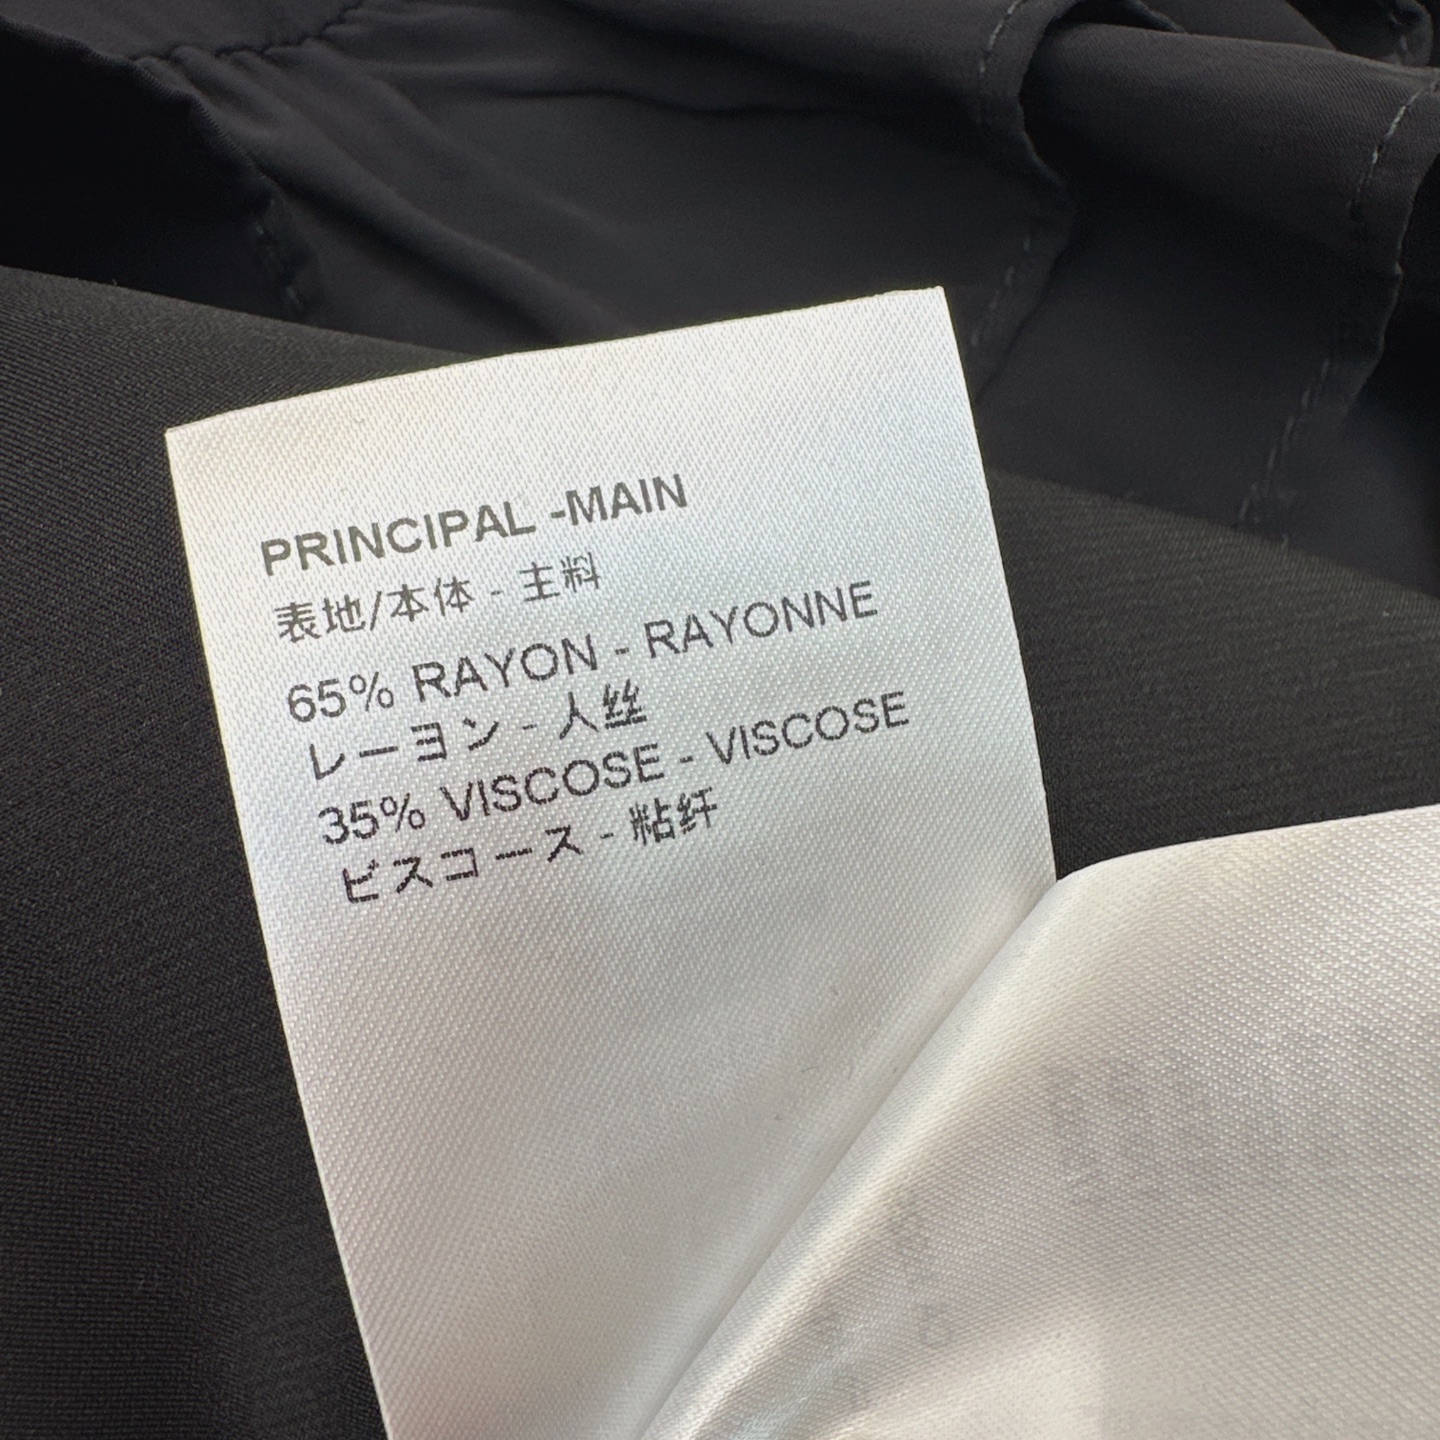 PRINCIPAL -MAIN
表地/本体 - 主料
65% RAYON - RAYONNE
レーヨン - 人丝
35% VISCOSE - VISCOSE
ビスコース - 粘纤